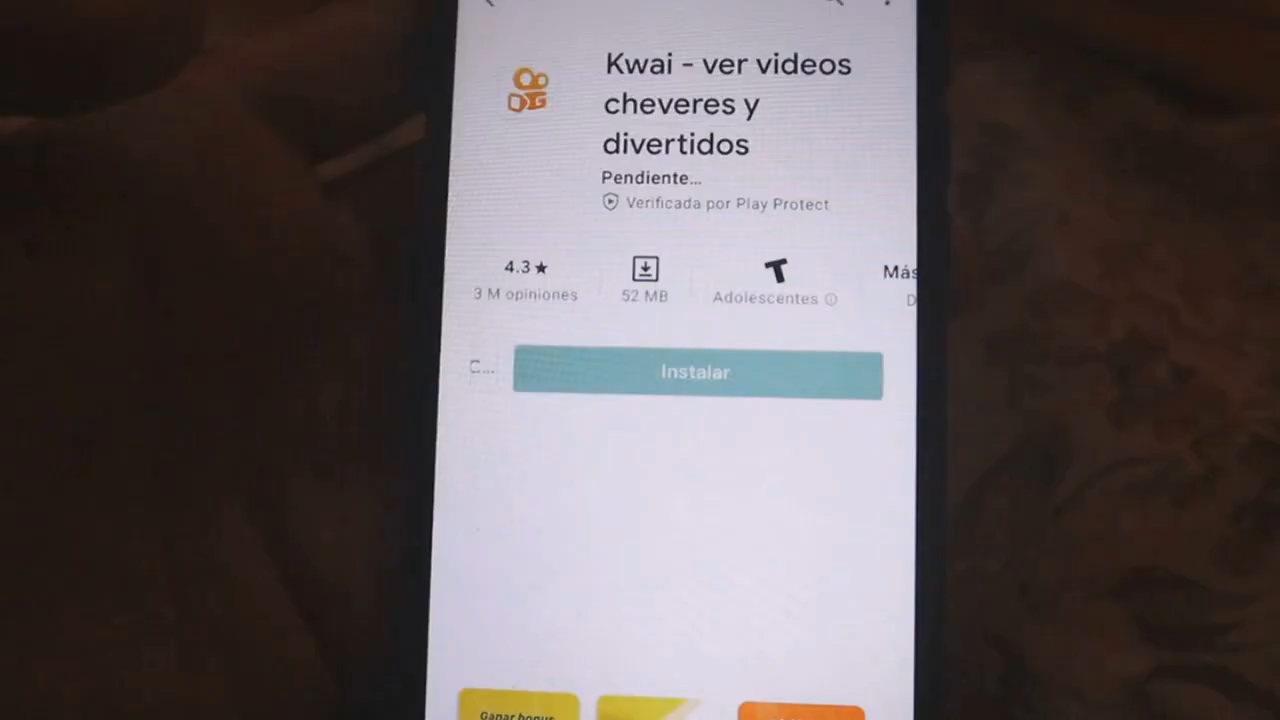 Kwai - ver videos
cheveres y
divertidos
Pendiente...
Verificada por Play Protect
4.3★
3 M opiniones
52 MB
Adolescentes
Más
D
C...
Instalar
Ganar bonus